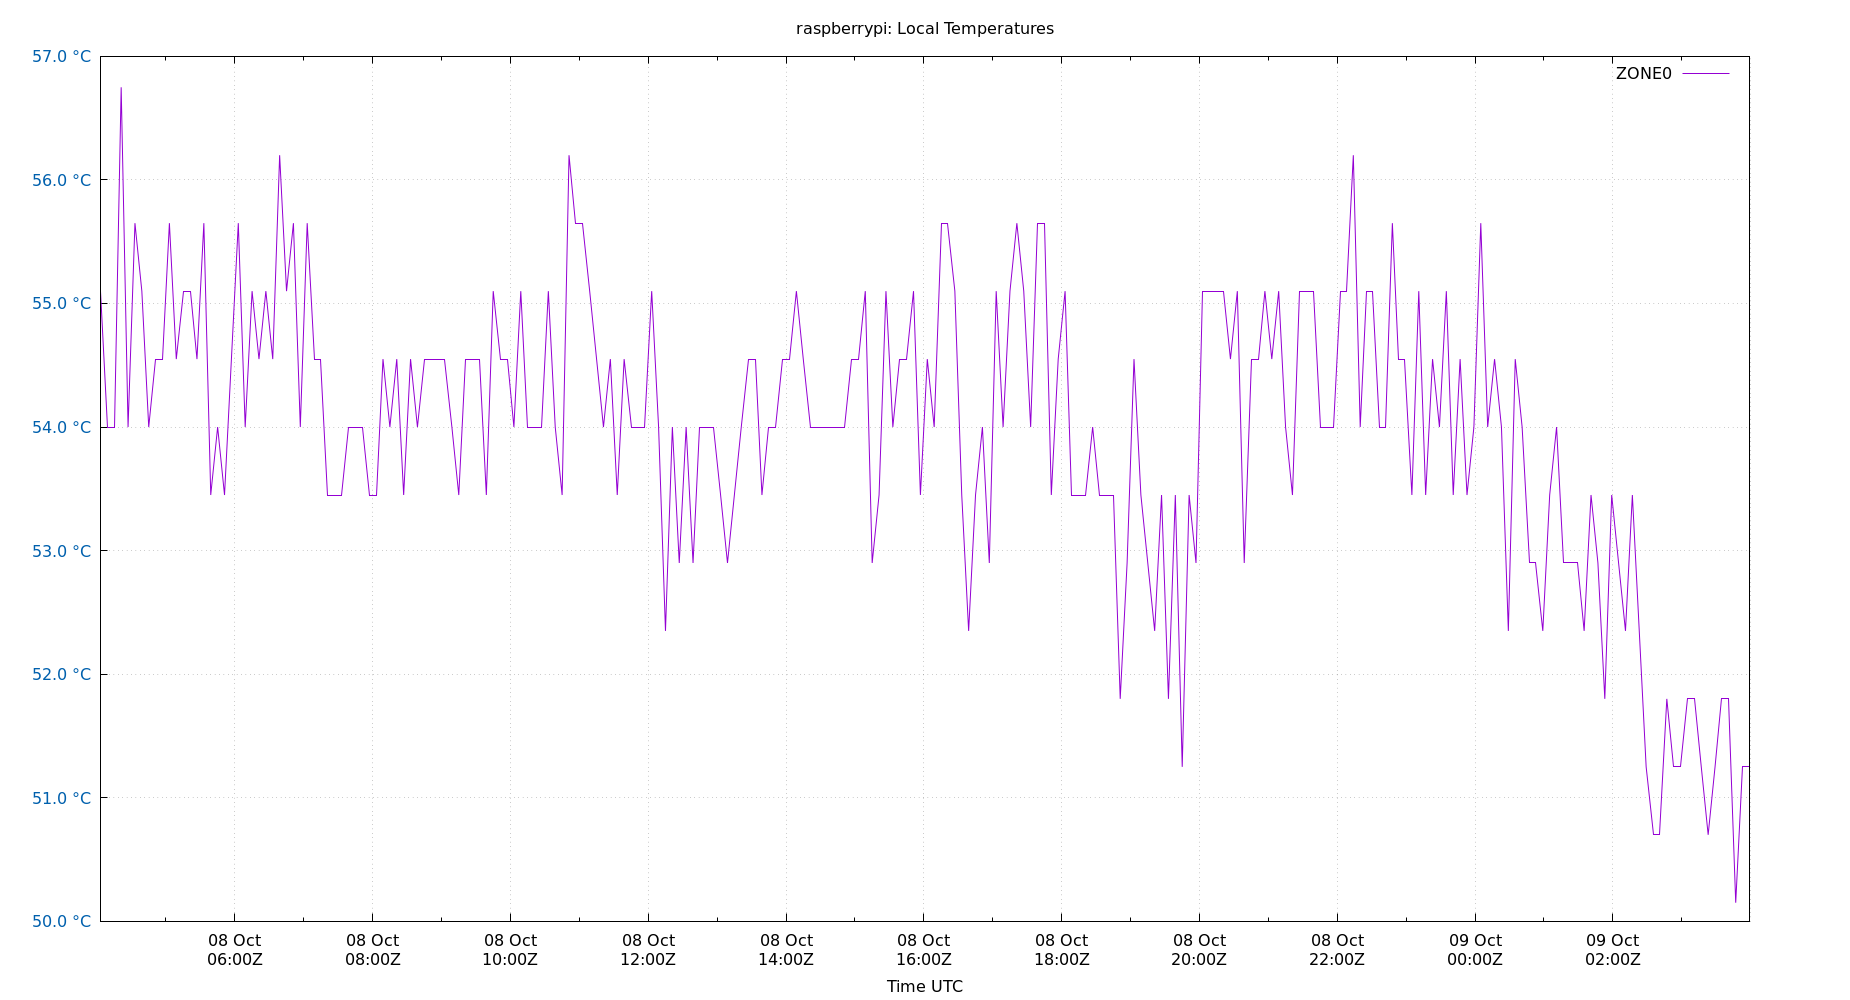 raspberrypi: Local Temperatures
57.0 °C
ZONE0
56.0 °C
55.0 °C
54.0 °C
53.0 °C
52.0 °C
51.0 °C
50.0 °C
08 Oct 08 Oct 08 Oct 08 Oct 08 Oct 08 Oct 08 Oct 08 Oct 08 Oct 09 Oct 09 Oct
06:00Z 08:00Z 10:00Z 12:00Z 14:00Z 16:00Z 18:00Z 20:00Z 22:00Z 00:00Z 02:00Z
Time UTC